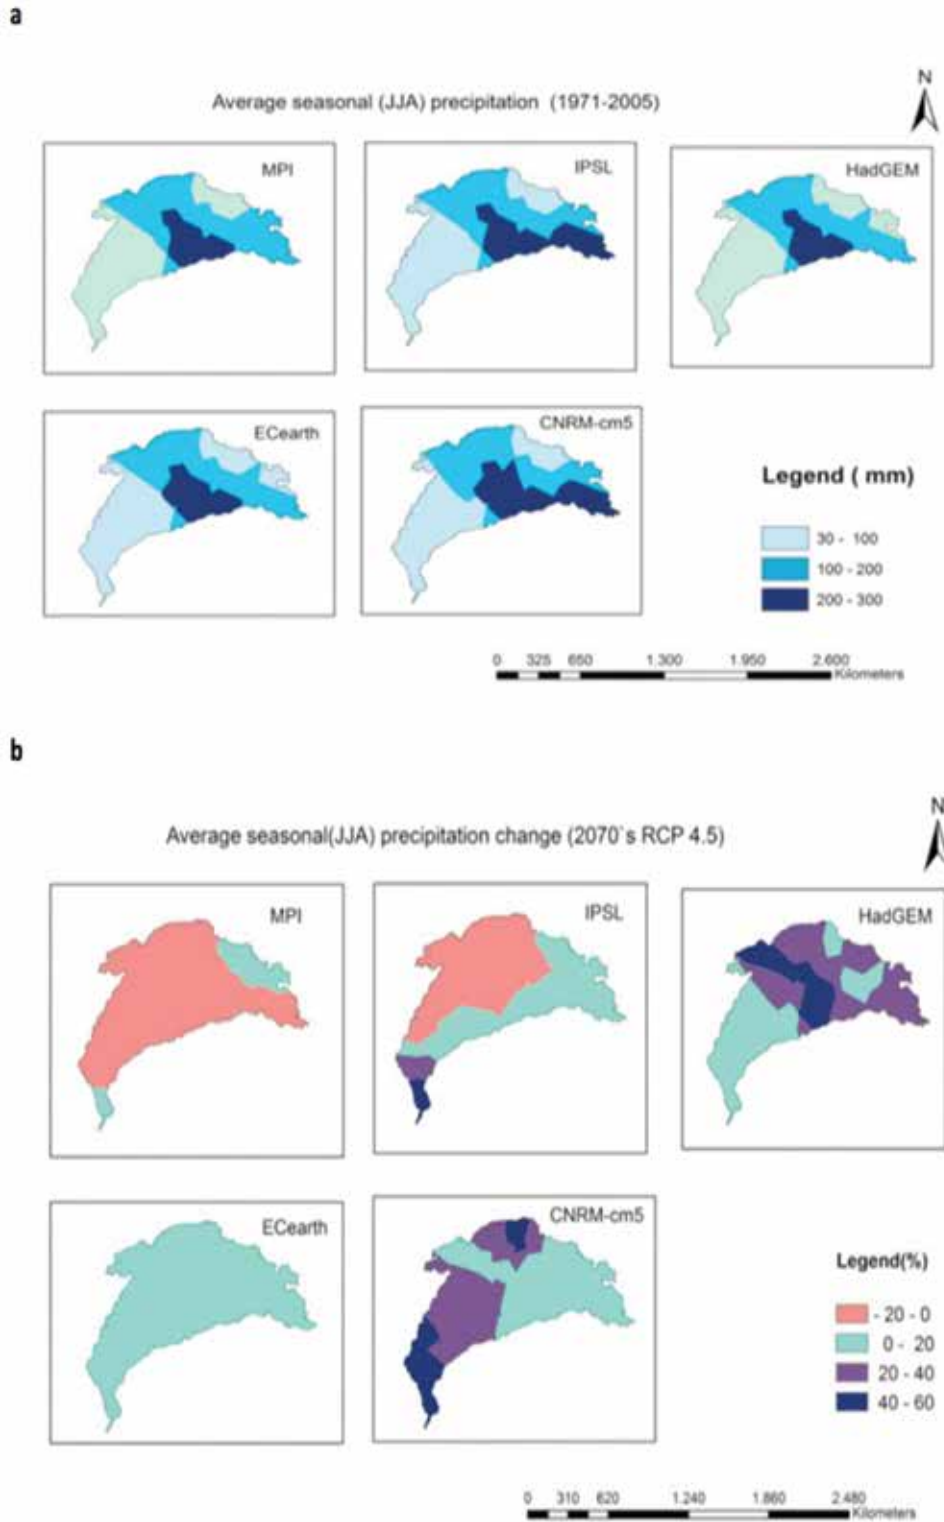 a
N
Average seasonal (JJA) precipitation (1971-2005)
MPI
IPSL
HadGEM
ECearth
CNRM-cm5
Legend ( mm)
30 - 100
100 - 200
200 - 300
0 325 650 1.300 1.950 2.600
Kilometers
b
N
Average seasonal(JJA) precipitation change (2070`s RCP 4.5)
MPI
IPSL
HadGEM
ECearth
CNRM-cm5
Legend(%)
- 20 - 0
0 - 20
20 - 40
40 - 60
0 310 620 1.240 1.860 2.480
Kilometers